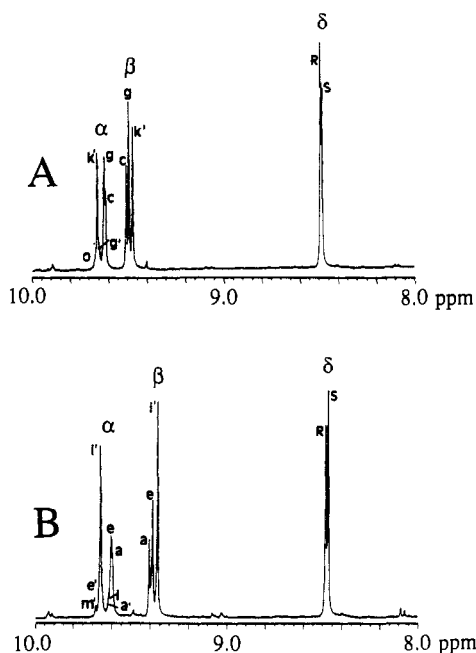 δ
R
S
β
g
k'
c
α
k'
g
c
o
g'
A
10.0 9.0 8.0 ppm
δ
S
R
β
i'
e
a
α
i'
e
a
e'
m'
i
a'
B
10.0 9.0 8.0 ppm